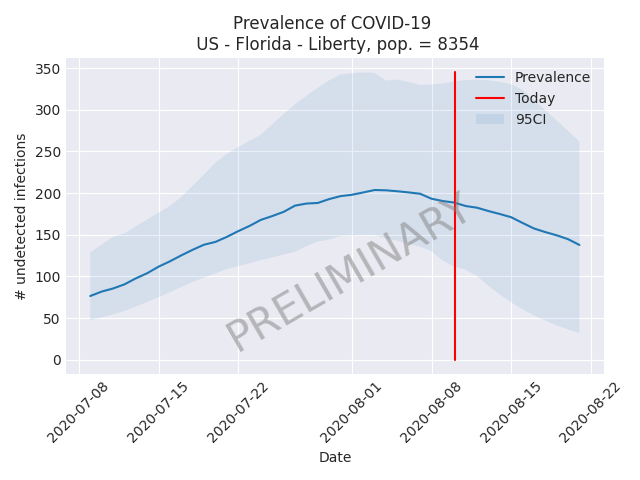 Prevalence of COVID-19
US - Florida - Liberty, pop. = 8354
350
300
250
200
150
100
50
0
# undetected infections
Prevalence
Today
95CI
PRELIMINARY
2020-07-08
2020-07-15
2020-07-22
2020-08-01
2020-08-08
2020-08-15
2020-08-22
Date